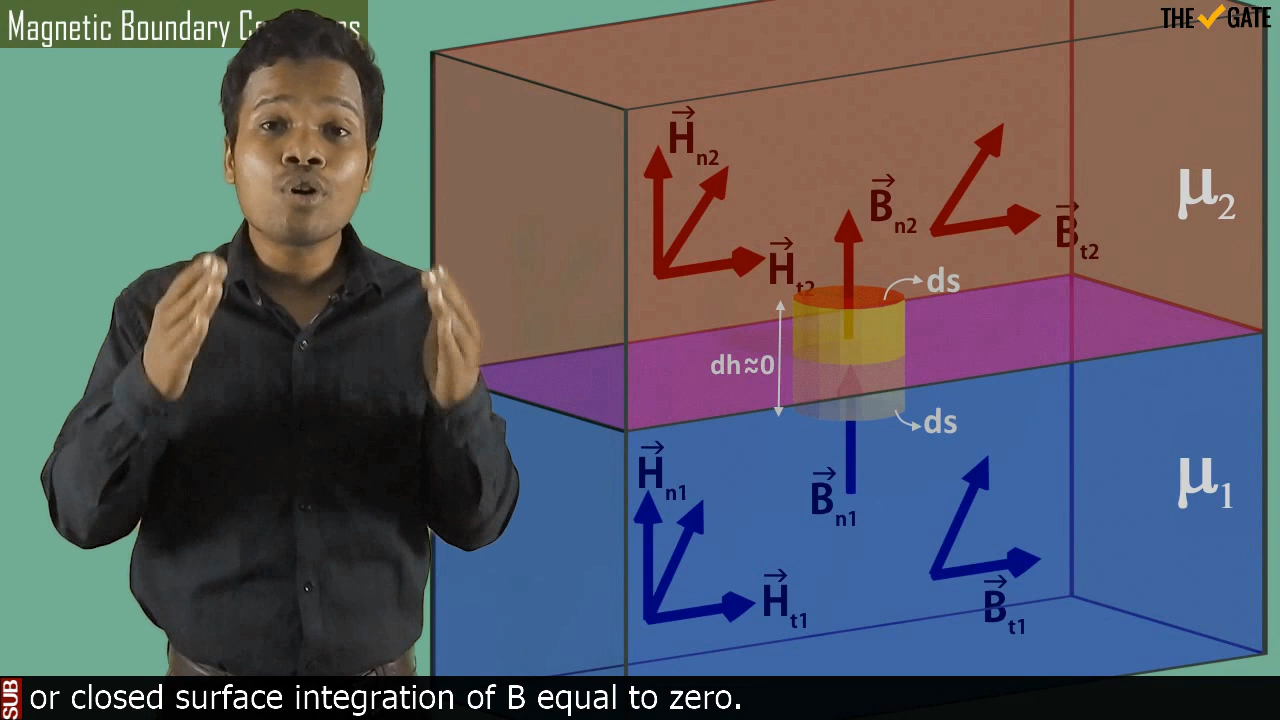 Magnetic Boundary Co
s
THE GATE
H n2
H t2
B n2
B t2
μ2
ds
dh≈0
ds
H n1
H t1
B n1
B t1
μ1
SUB
or closed surface integration of B equal to zero.